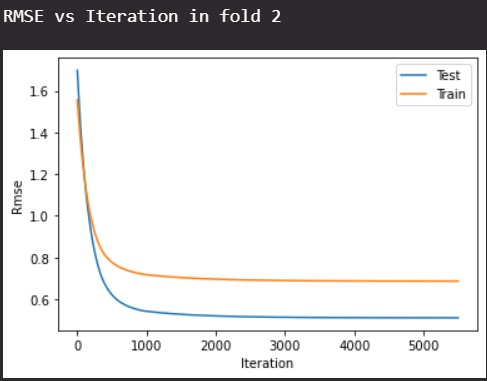 RMSE vs Iteration in fold 2
Test
Train
1.6
1.4
1.2
1.0
0.8
0.6
Rmse
0 1000 2000 3000 4000 5000
Iteration